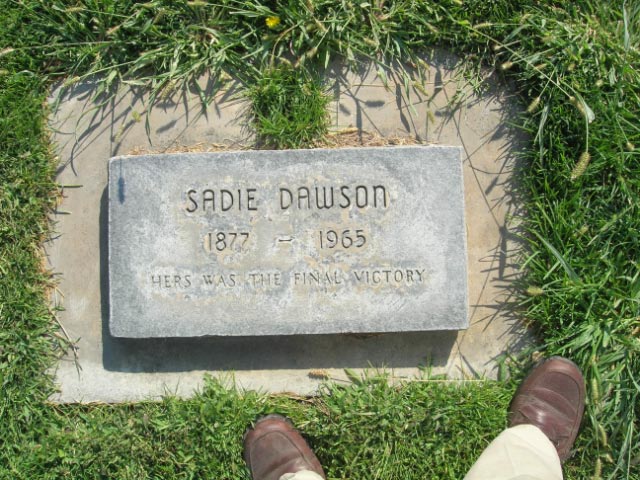 SADIE DAWSON
1877 – 1965
HERS WAS THE FINAL VICTORY